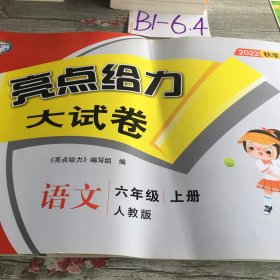 B1-6.4
2022秋季
亮点给力
大试卷
《亮点给力》编写组 编
语文 六年级 上册
人教版